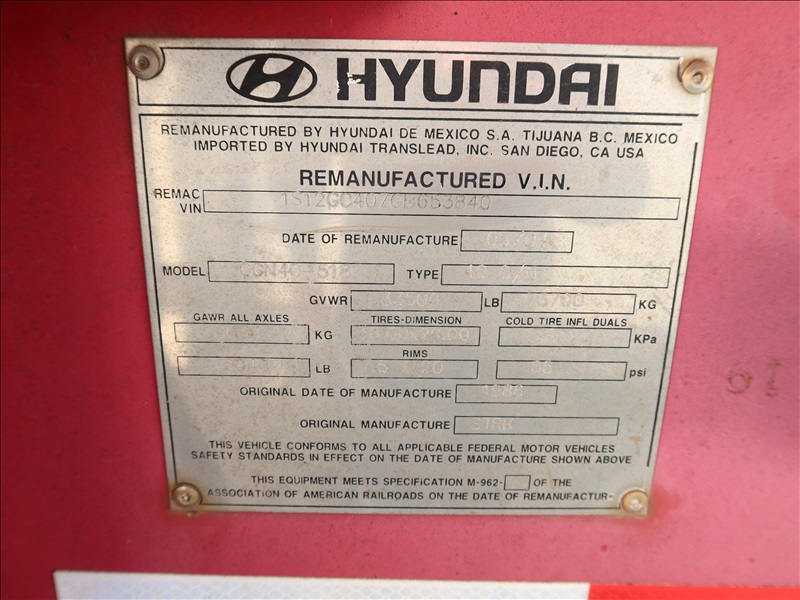 HYUNDAI
REMANUFACTURED BY HYUNDAI DE MEXICO S.A. TIJUANA B.C. MEXICO
IMPORTED BY HYUNDAI TRANSLEAD, INC. SAN DIEGO, CA USA
REMANUFACTURED V.I.N.
REMAC VIN
DATE OF REMANUFACTURE
MODEL TYPE
GVWR LB KG
GAWR ALL AXLES TIRES-DIMENSION COLD TIRE INFL DUALS
KG KPa
RIMS
LB psi
ORIGINAL DATE OF MANUFACTURE 1986
ORIGINAL MANUFACTURE STRK
THIS VEHICLE CONFORMS TO ALL APPLICABLE FEDERAL MOTOR VEHICLES
SAFETY STANDARDS IN EFFECT ON THE DATE OF MANUFACTURE SHOWN ABOVE
THIS EQUIPMENT MEETS SPECIFICATION M-962- OF THE
ASSOCIATION OF AMERICAN RAILROADS ON THE DATE OF REMANUFACTUR-